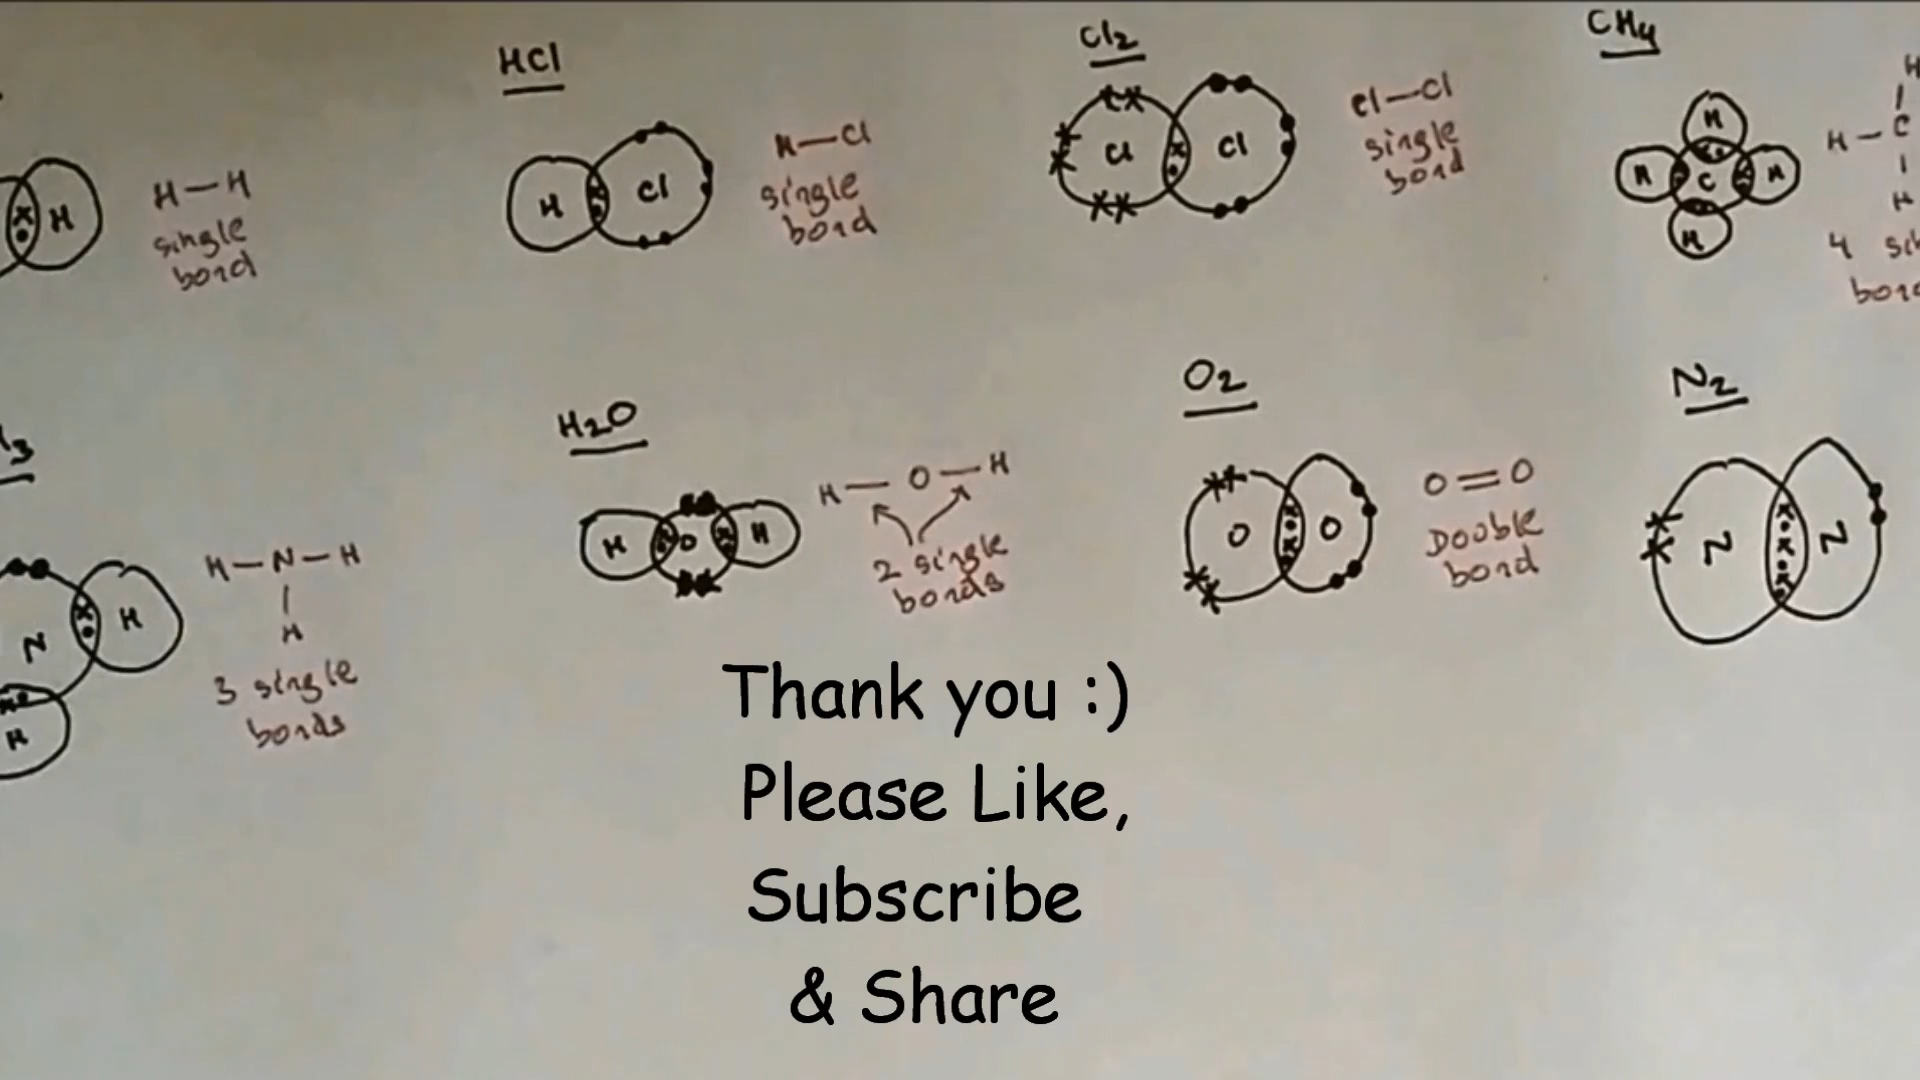 HCl
Cl2
CH4
H
H
H—H
single
bond
H
Cl
H—Cl
single
bond
Cl
Cl
Cl—Cl
single
bond
H
H
C
H
H
H—C
H
4
3
H2O
O2
N2
N
H
H
H—N—H
H
3 single
bonds
H
O
H
H—O—H
2 single
bonds
O
O
O=O
Double
bond
N
N
Thank you :)
Please Like,
Subscribe
& Share